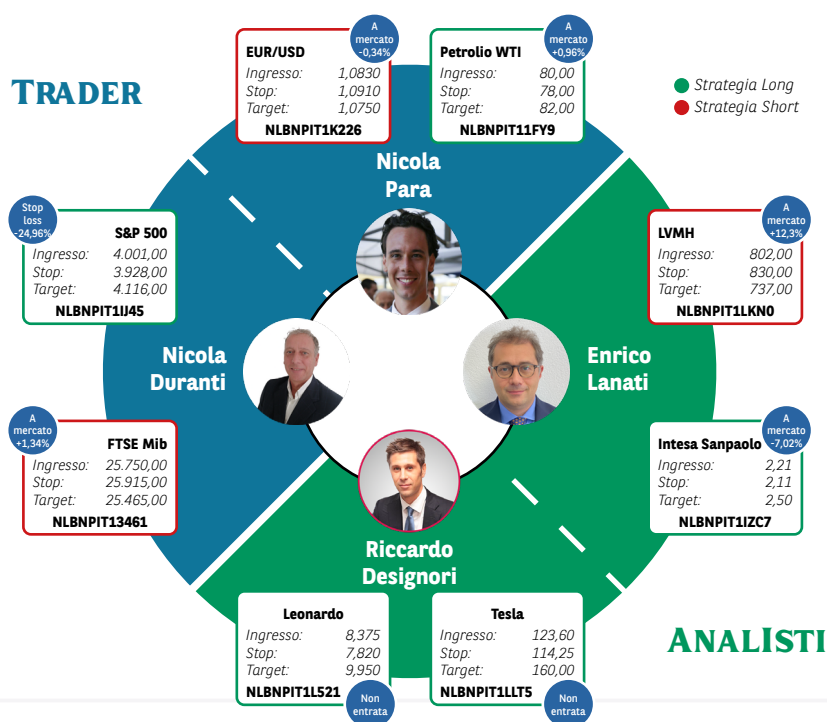 TRADER
EUR/USD
A
mercato
-0,34%
Ingresso: 1,0830
Stop: 1,0910
Target: 1,0750
NLBNPIT1K226
Petrolio WTI
A
mercato
+0,96%
Ingresso: 80,00
Stop: 78,00
Target: 82,00
NLBNPIT11FY9
Strategia Long
Strategia Short
Nicola
Para
Stop
loss
-24,96%
S&P 500
Ingresso: 4.001,00
Stop: 3.928,00
Target: 4.116,00
NLBNPIT1IJ45
LVMH
A
mercato
+12,3%
Ingresso: 802,00
Stop: 830,00
Target: 737,00
NLBNPIT1LKN0
Nicola
Duranti
Enrico
Lanati
A
mercato
+1,34%
FTSE Mib
Ingresso: 25.750,00
Stop: 25.915,00
Target: 25.465,00
NLBNPIT13461
Intesa Sanpaolo
A
mercato
-7,02%
Ingresso: 2,21
Stop: 2,11
Target: 2,50
NLBNPIT1IZC7
Riccardo
Designori
Leonardo
Ingresso: 8,375
Stop: 7,820
Target: 9,950
NLBNPIT1L521
Non
entrata
Tesla
Ingresso: 123,60
Stop: 114,25
Target: 160,00
NLBNPIT1LLT5
Non
entrata
ANALISTI